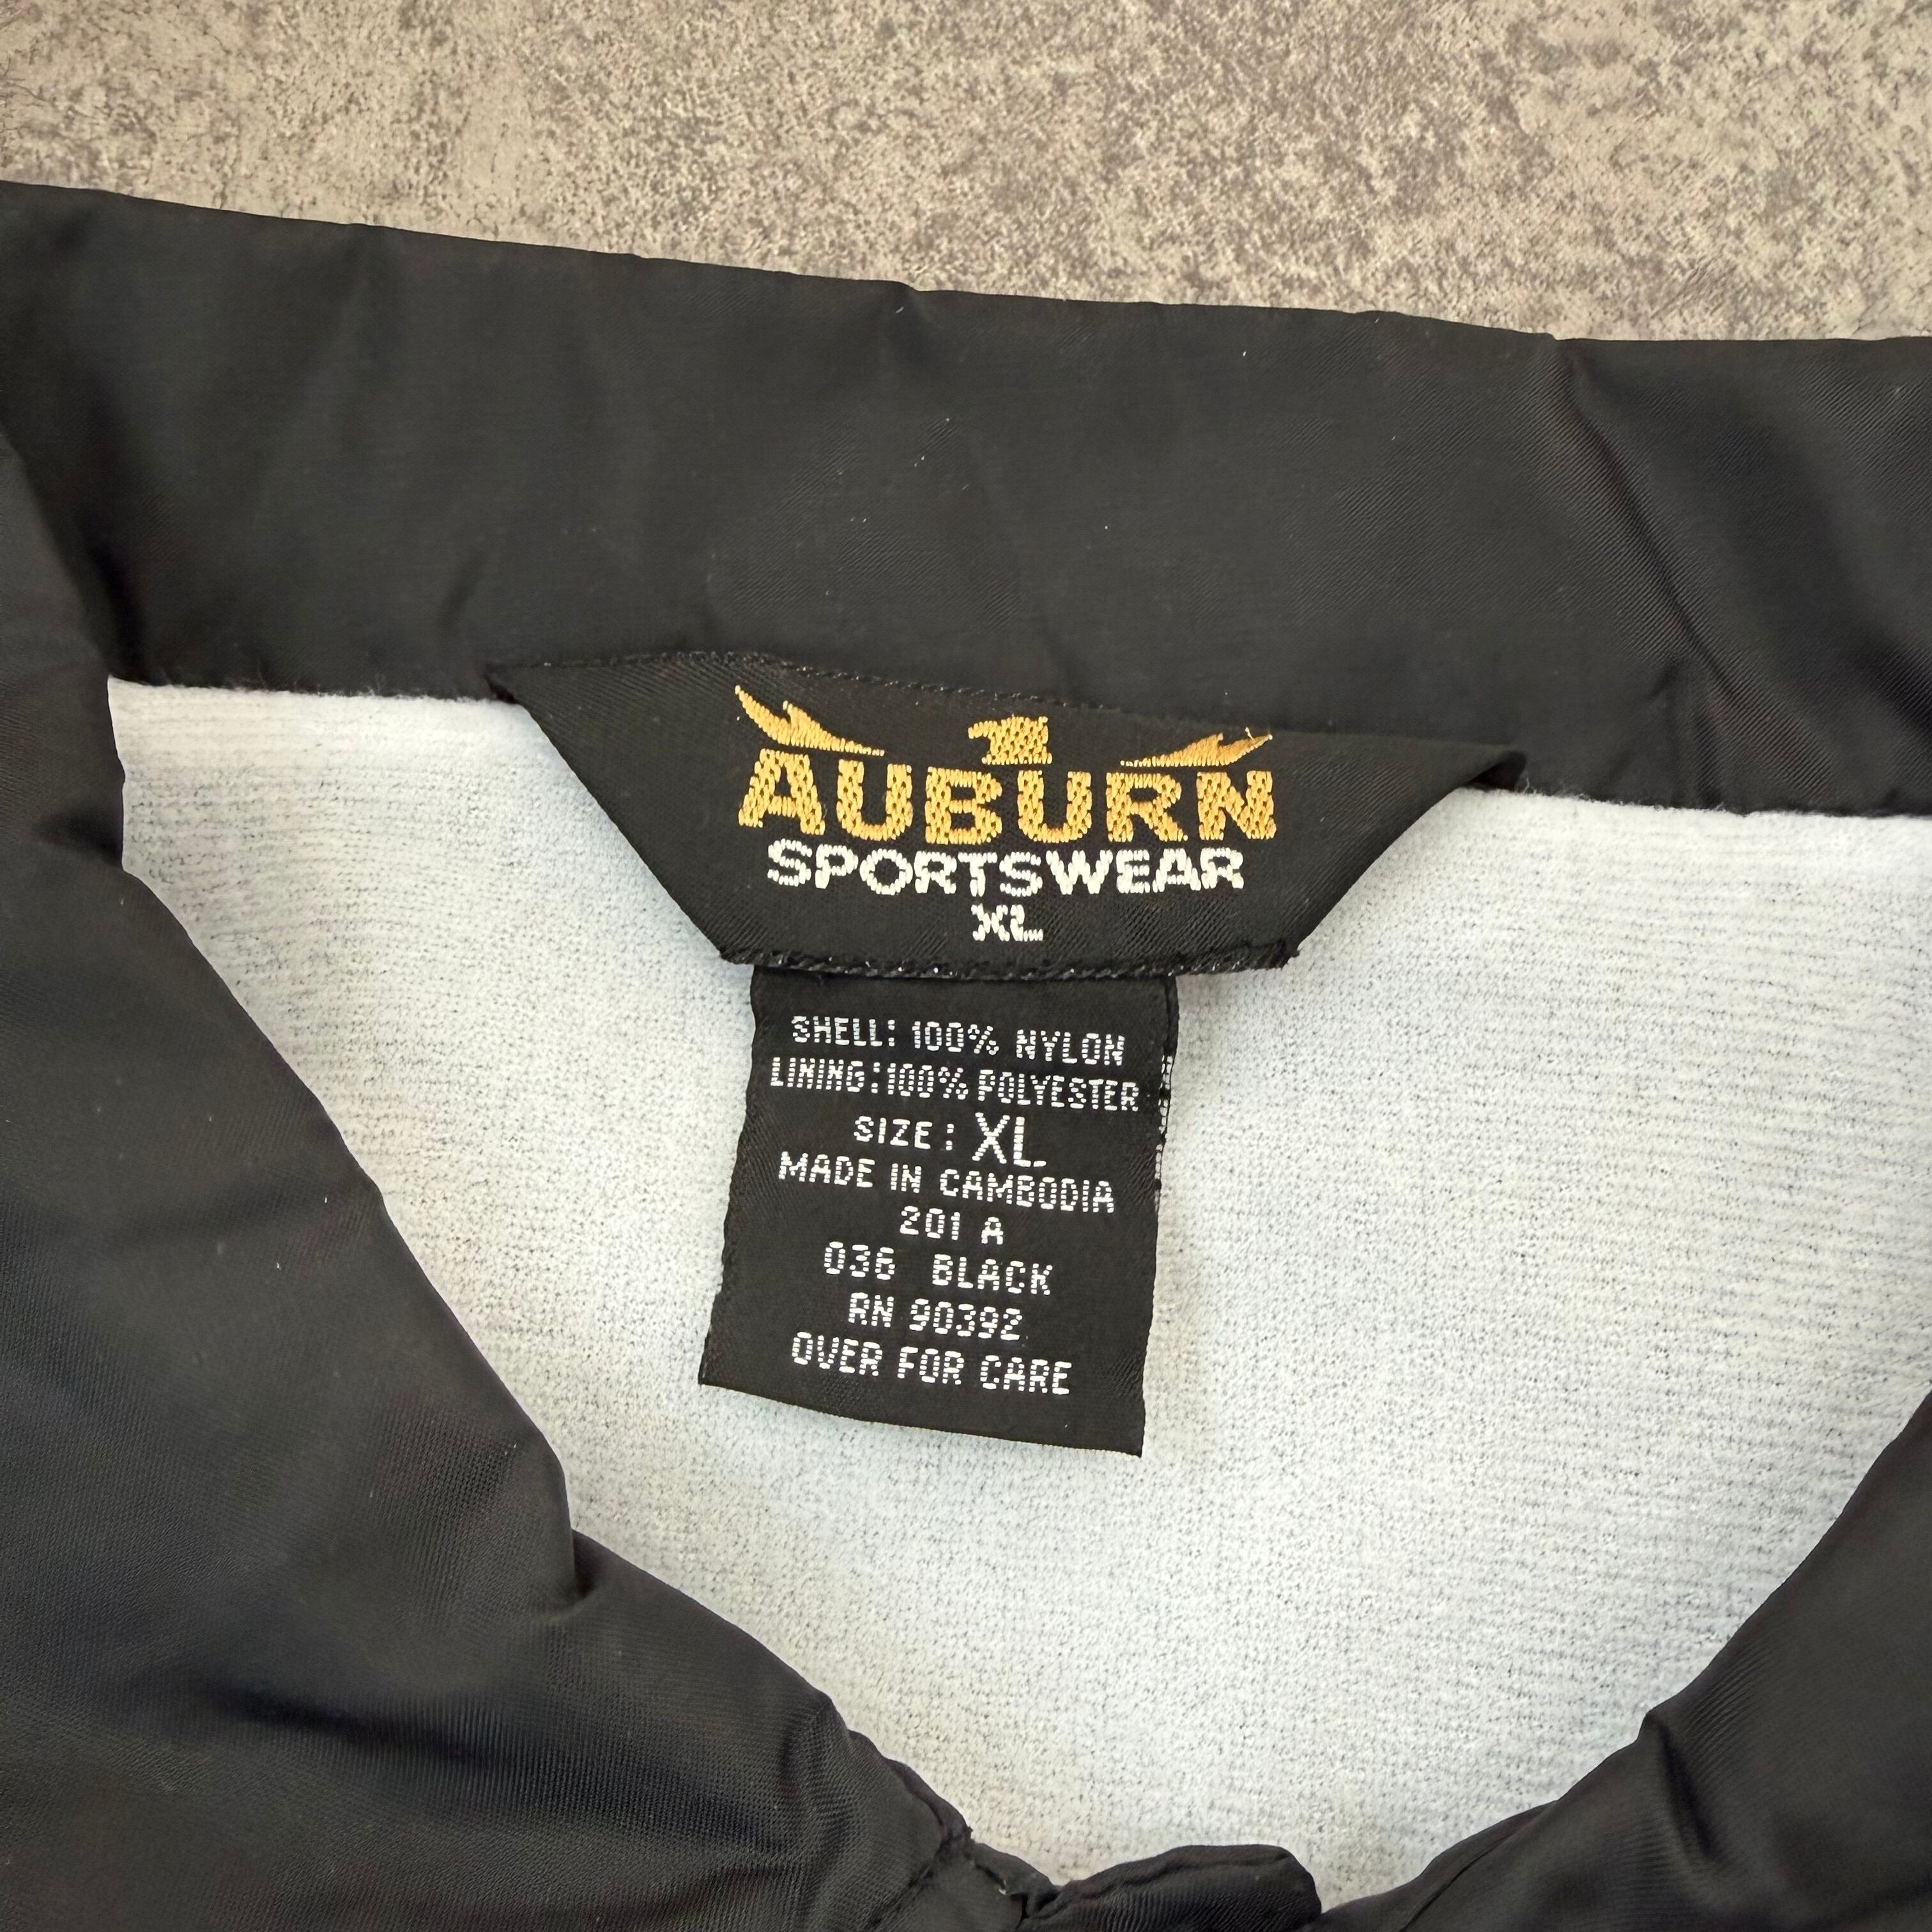 1
AUBURN
SPORTSWEAR
XL
SHELL: 100% NYLON
LINING:100% POLYESTER
SIZE: XL
MADE IN CAMBODIA
201 A
036 BLACK
RN 90392
OVER FOR CARE